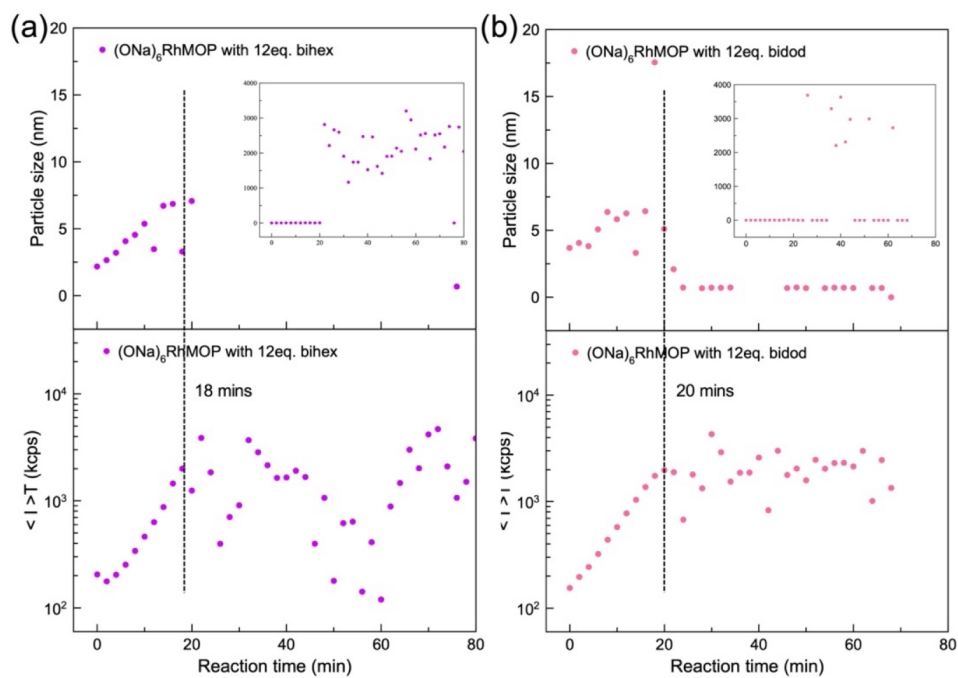 (a)
20
15
10
5
0
Particle size (nm)
(ONa)6RhMOP with 12eq. bihex
4000
3000
2000
1000
0
0 20 40 60 80
(ONa)6RhMOP with 12eq. bihex
18 mins
10^4
10^3
10^2
< I >T (kcps)
0 20 40 60 80
Reaction time (min)
(b)
20
15
10
5
0
Particle size (nm)
(ONa)6RhMOP with 12eq. bidod
4000
3000
2000
1000
0
0 20 40 60 80
(ONa)6RhMOP with 12eq. bidod
20 mins
10^4
10^3
10^2
< I >T (kcps)
0 20 40 60 80
Reaction time (min)